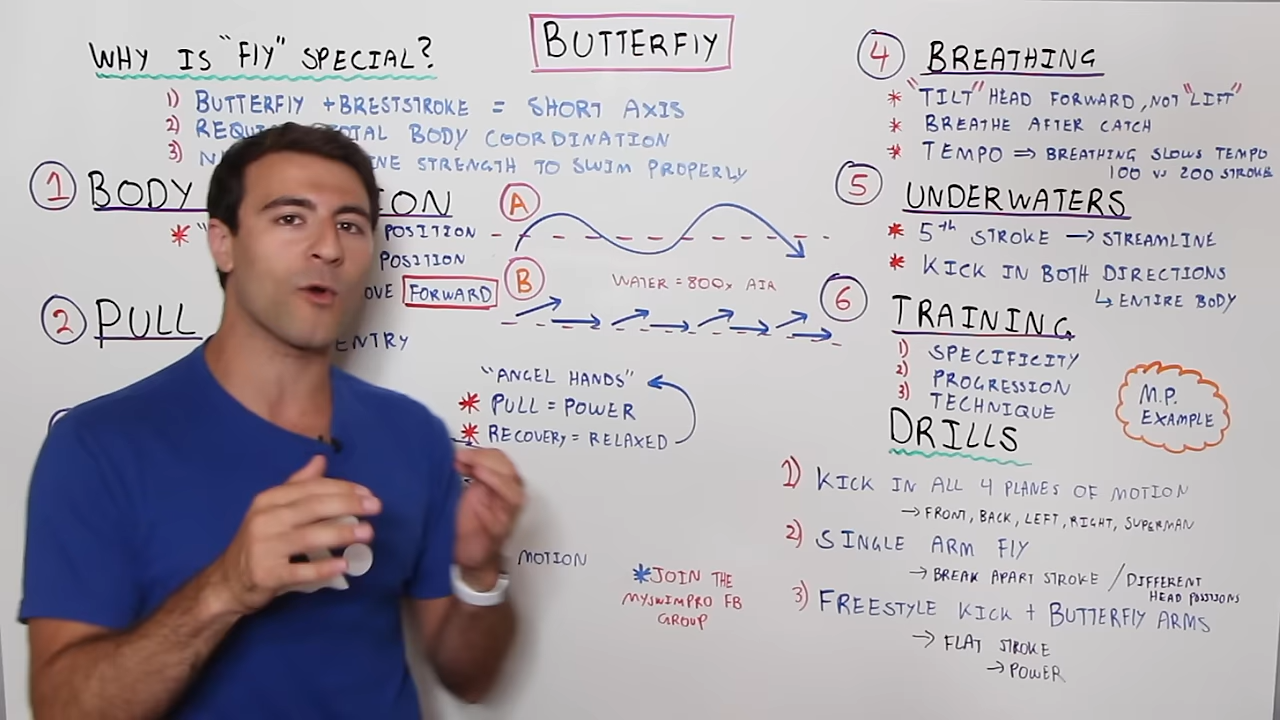 BUTTERFLY
WHY IS "FLY" SPECIAL?
1) BUTTERFLY + BRESTSTROKE = SHORT AXIS
2) TOTAL BODY COORDINATION
3) STRENGTH TO SWIM PROPERLY
1 BODY
POSITION
POSITION
FORWARD
2 PULL
ENTRY
A
B
WATER = 800x AIR
"ANGEL HANDS"
* PULL = POWER
* RECOVERY = RELAXED
MOTION
*JOIN THE
MYSWIMPRO FB
GROUP
4 BREATHING
* "TILT" HEAD FORWARD, NOT "LIFT"
* BREATHE AFTER CATCH
* TEMPO ⇒ BREATHING SLOWS TEMPO
100 vs 200 STROKE
5 UNDERWATERS
* 5th STROKE → STREAMLINE
* KICK IN BOTH DIRECTIONS
↳ ENTIRE BODY
6 TRAINING
1) SPECIFICITY
2) PROGRESSION
3) TECHNIQUE
M.P.
EXAMPLE
DRILLS
1) KICK IN ALL 4 PLANES OF MOTION
→ FRONT, BACK, LEFT, RIGHT, SUPERMAN
2) SINGLE ARM FLY
→ BREAK APART STROKE / DIFFERENT
HEAD POSITIONS
3) FREESTYLE KICK + BUTTERFLY ARMS
→ FLAT STROKE
→ POWER